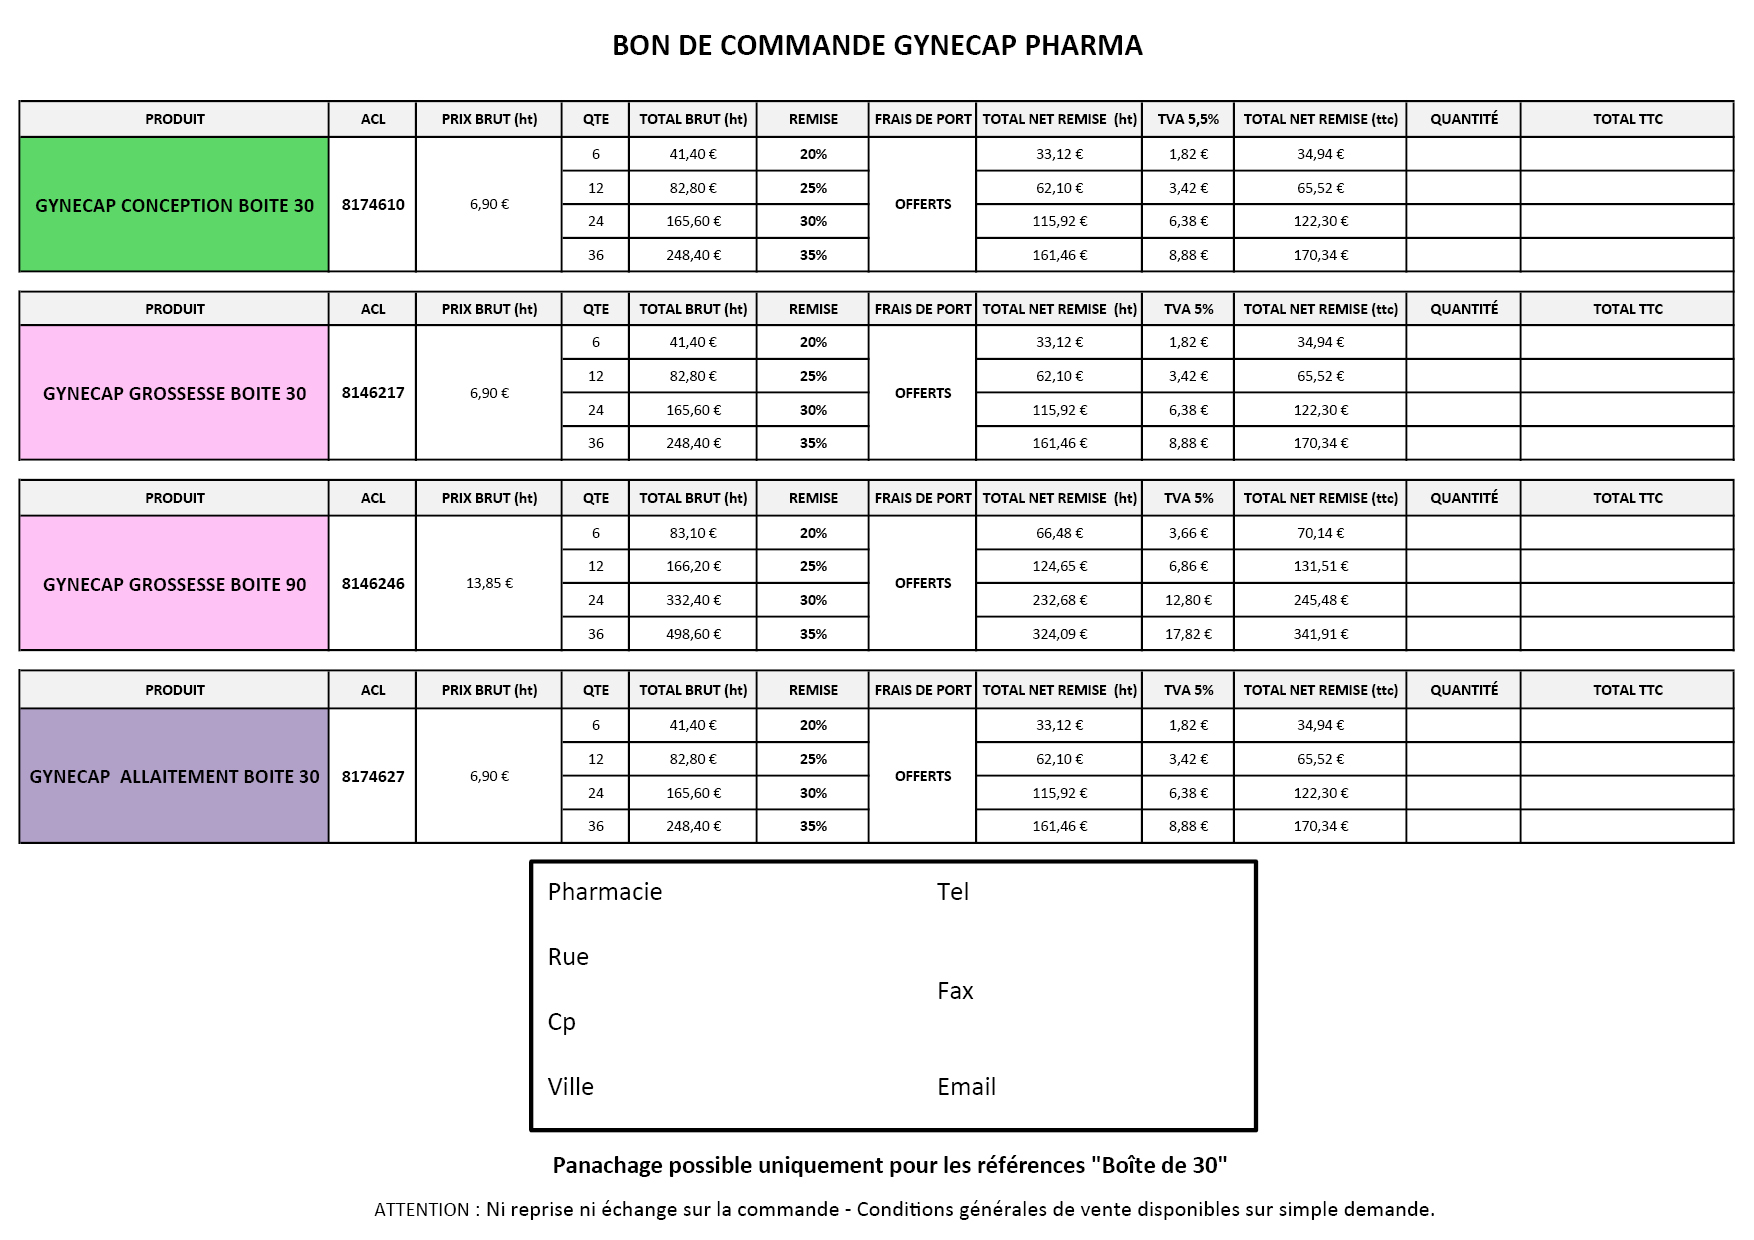 BON DE COMMANDE GYNECAP PHARMA
PRODUIT ACL PRIX BRUT (ht) QTE TOTAL BRUT (ht) REMISE FRAIS DE PORT TOTAL NET REMISE (ht) TVA 5,5% TOTAL NET REMISE (ttc) QUANTITÉ TOTAL TTC
6 41,40 € 20% 33,12 € 1,82 € 34,94 €
12 82,80 € 25% 62,10 € 3,42 € 65,52 €
GYNECAP CONCEPTION BOITE 30 8174610 6,90 € OFFERTS
24 165,60 € 30% 115,92 € 6,38 € 122,30 €
36 248,40 € 35% 161,46 € 8,88 € 170,34 €
PRODUIT ACL PRIX BRUT (ht) QTE TOTAL BRUT (ht) REMISE FRAIS DE PORT TOTAL NET REMISE (ht) TVA 5% TOTAL NET REMISE (ttc) QUANTITÉ TOTAL TTC
6 41,40 € 20% 33,12 € 1,82 € 34,94 €
12 82,80 € 25% 62,10 € 3,42 € 65,52 €
GYNECAP GROSSESSE BOITE 30 8146217 6,90 € OFFERTS
24 165,60 € 30% 115,92 € 6,38 € 122,30 €
36 248,40 € 35% 161,46 € 8,88 € 170,34 €
PRODUIT ACL PRIX BRUT (ht) QTE TOTAL BRUT (ht) REMISE FRAIS DE PORT TOTAL NET REMISE (ht) TVA 5% TOTAL NET REMISE (ttc) QUANTITÉ TOTAL TTC
6 83,10 € 20% 66,48 € 3,66 € 70,14 €
12 166,20 € 25% 124,65 € 6,86 € 131,51 €
GYNECAP GROSSESSE BOITE 90 8146246 13,85 € OFFERTS
24 332,40 € 30% 232,68 € 12,80 € 245,48 €
36 498,60 € 35% 324,09 € 17,82 € 341,91 €
PRODUIT ACL PRIX BRUT (ht) QTE TOTAL BRUT (ht) REMISE FRAIS DE PORT TOTAL NET REMISE (ht) TVA 5% TOTAL NET REMISE (ttc) QUANTITÉ TOTAL TTC
6 41,40 € 20% 33,12 € 1,82 € 34,94 €
12 82,80 € 25% 62,10 € 3,42 € 65,52 €
GYNECAP ALLAITEMENT BOITE 30 8174627 6,90 € OFFERTS
24 165,60 € 30% 115,92 € 6,38 € 122,30 €
36 248,40 € 35% 161,46 € 8,88 € 170,34 €
Pharmacie Tel
Rue
Fax
Cp
Ville Email
Panachage possible uniquement pour les références "Boîte de 30"
ATTENTION : Ni reprise ni échange sur la commande - Conditions générales de vente disponibles sur simple demande.